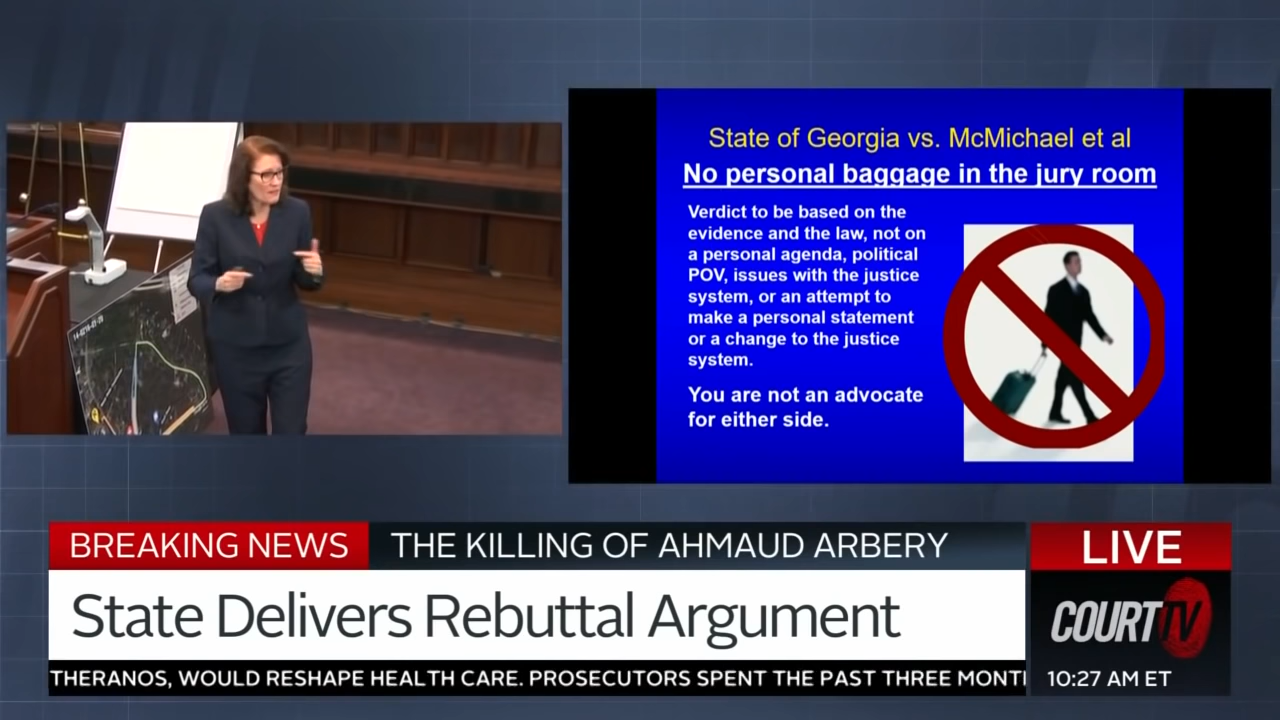 State of Georgia vs. McMichael et al
No personal baggage in the jury room
Verdict to be based on the
evidence and the law, not on
a personal agenda, political
POV, issues with the justice
system, or an attempt to
make a personal statement
or a change to the justice
system.
You are not an advocate
for either side.
BREAKING NEWS
THE KILLING OF AHMAUD ARBERY
State Delivers Rebuttal Argument
THERANOS, WOULD RESHAPE HEALTH CARE. PROSECUTORS SPENT THE PAST THREE
LIVE
COURT TV
10:27 AM ET